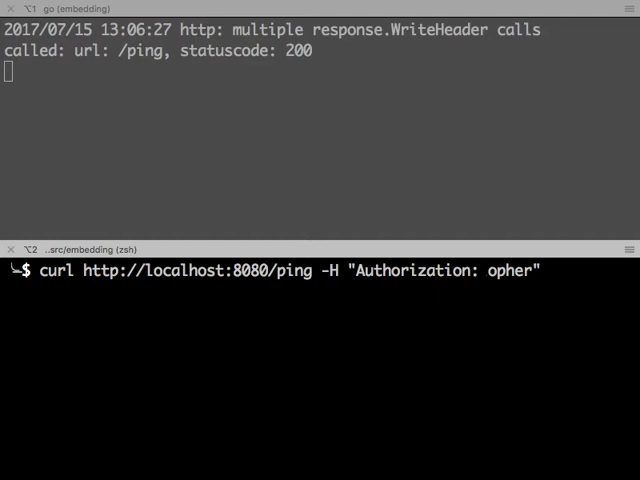 ⌥1 go (embedding)
2017/07/15 13:06:27 http: multiple response.WriteHeader calls
called: url: /ping, statuscode: 200
⌥2 ..src/embedding (zsh)
╰─$ curl http://localhost:8080/ping -H "Authorization: opher"